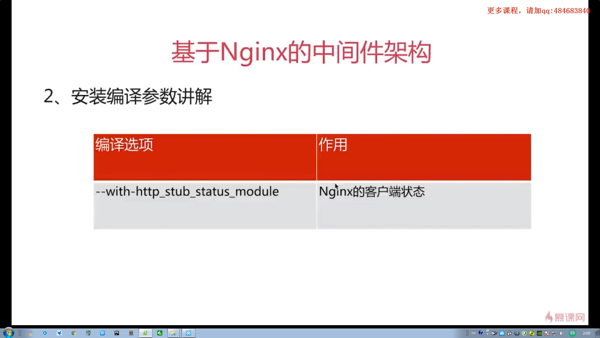 更多课程，请加qq:484683840
基于Nginx的中间件架构
2、安装编译参数讲解
编译选项
作用
--with-http_stub_status_module
Nginx的客户端状态
慕课网